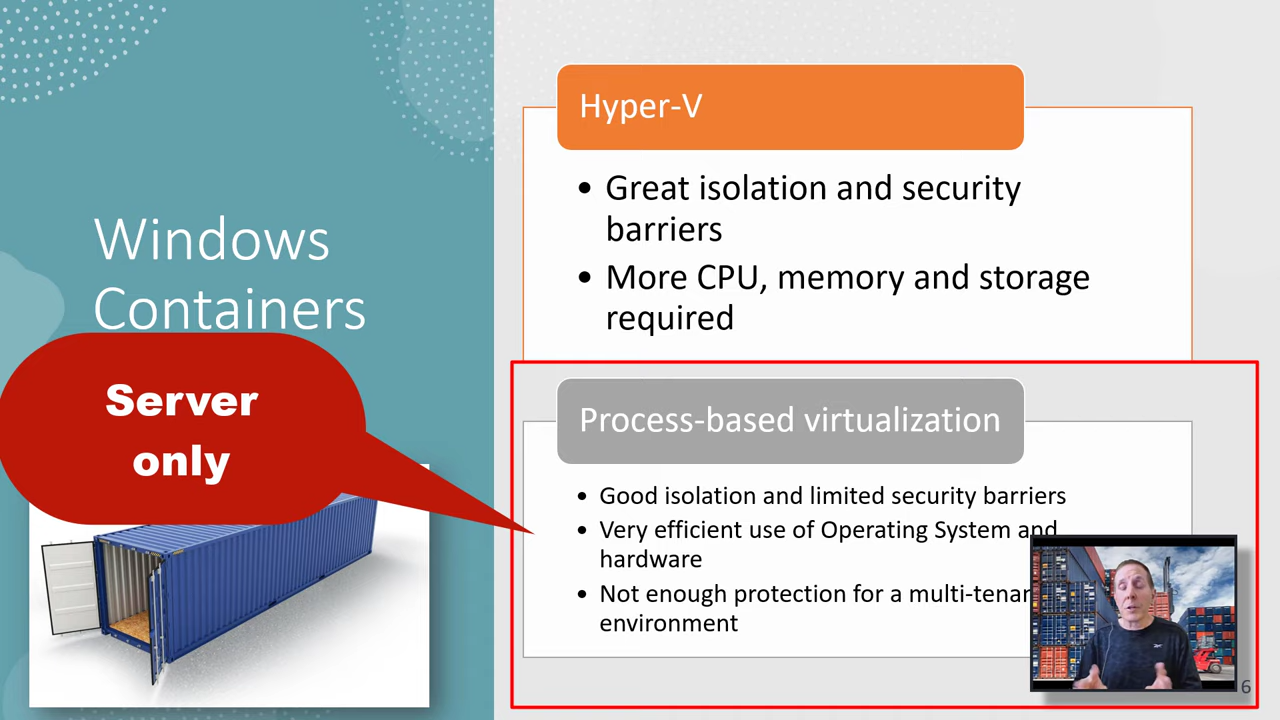 Windows
Containers
Server
only
Hyper-V
• Great isolation and security
barriers
• More CPU, memory and storage
required
Process-based virtualization
• Good isolation and limited security barriers
• Very efficient use of Operating System and
hardware
• Not enough protection for a
environment
6